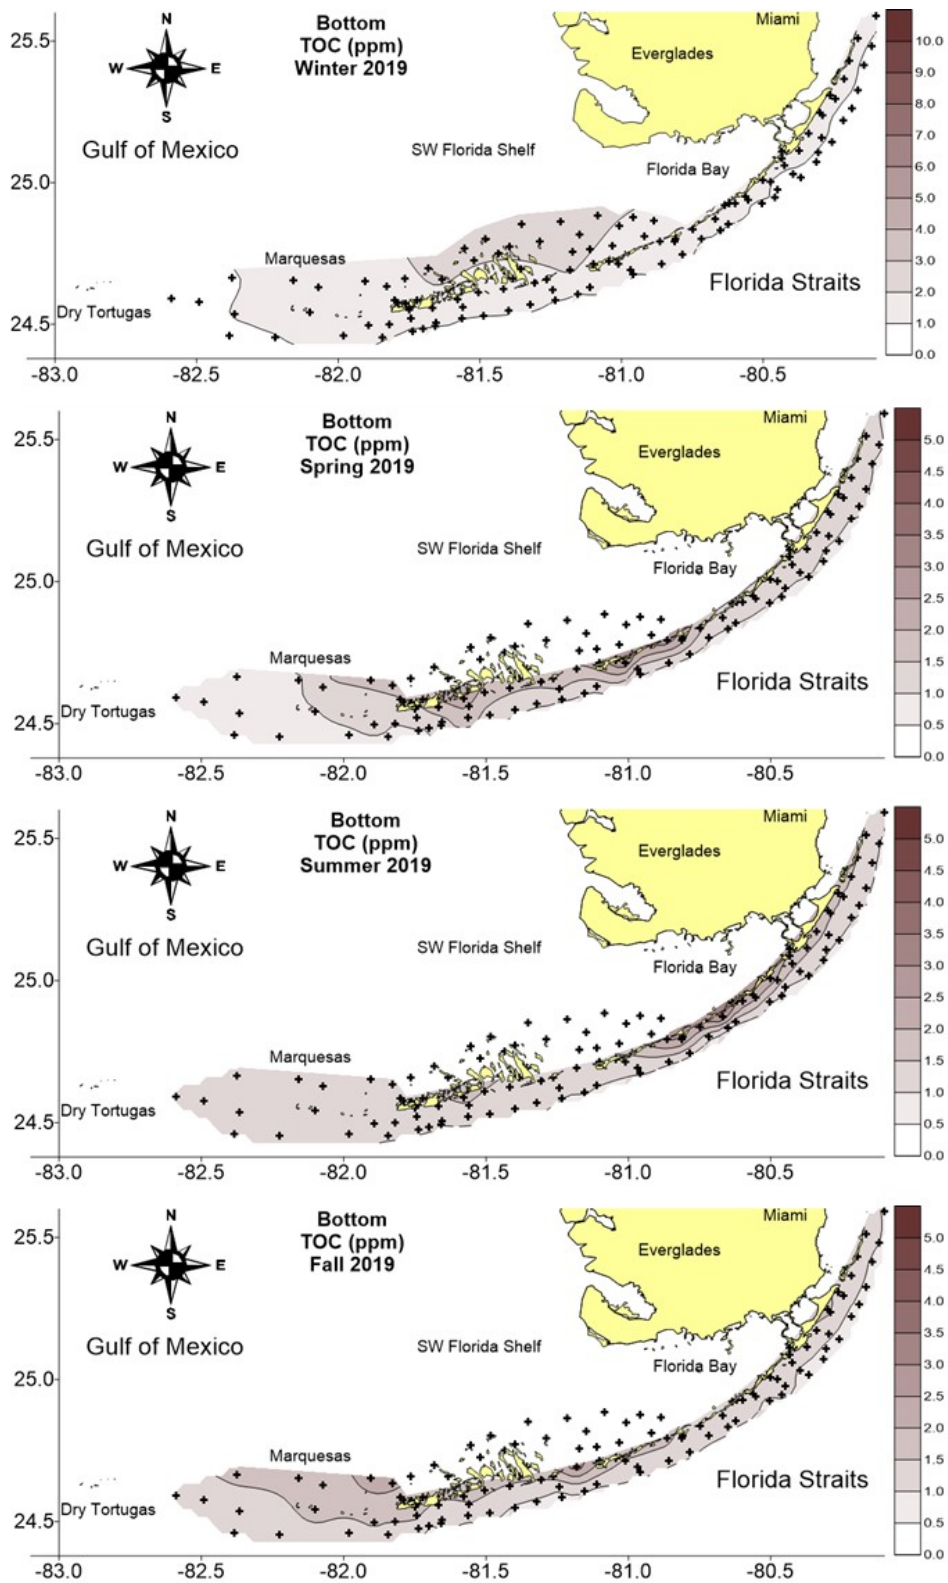 Bottom
TOC (ppm)
Winter 2019
N
W E
S
Gulf of Mexico
SW Florida Shelf
Everglades
Miami
Florida Bay
Marquesas
Dry Tortugas
Florida Straits
25.5
25.0
24.5
-83.0 -82.5 -82.0 -81.5 -81.0 -80.5
10.0
9.0
8.0
7.0
6.0
5.0
4.0
3.0
2.0
1.0
0.0
Bottom
TOC (ppm)
Spring 2019
N
W E
S
Gulf of Mexico
SW Florida Shelf
Everglades
Miami
Florida Bay
Marquesas
Dry Tortugas
Florida Straits
25.5
25.0
24.5
-83.0 -82.5 -82.0 -81.5 -81.0 -80.5
5.0
4.5
4.0
3.5
3.0
2.5
2.0
1.5
1.0
0.5
0.0
Bottom
TOC (ppm)
Summer 2019
N
W E
S
Gulf of Mexico
SW Florida Shelf
Everglades
Miami
Florida Bay
Marquesas
Dry Tortugas
Florida Straits
25.5
25.0
24.5
-83.0 -82.5 -82.0 -81.5 -81.0 -80.5
5.0
4.5
4.0
3.5
3.0
2.5
2.0
1.5
1.0
0.5
0.0
Bottom
TOC (ppm)
Fall 2019
N
W E
S
Gulf of Mexico
SW Florida Shelf
Everglades
Miami
Florida Bay
Marquesas
Dry Tortugas
Florida Straits
25.5
25.0
24.5
-83.0 -82.5 -82.0 -81.5 -81.0 -80.5
5.0
4.5
4.0
3.5
3.0
2.5
2.0
1.5
1.0
0.5
0.0